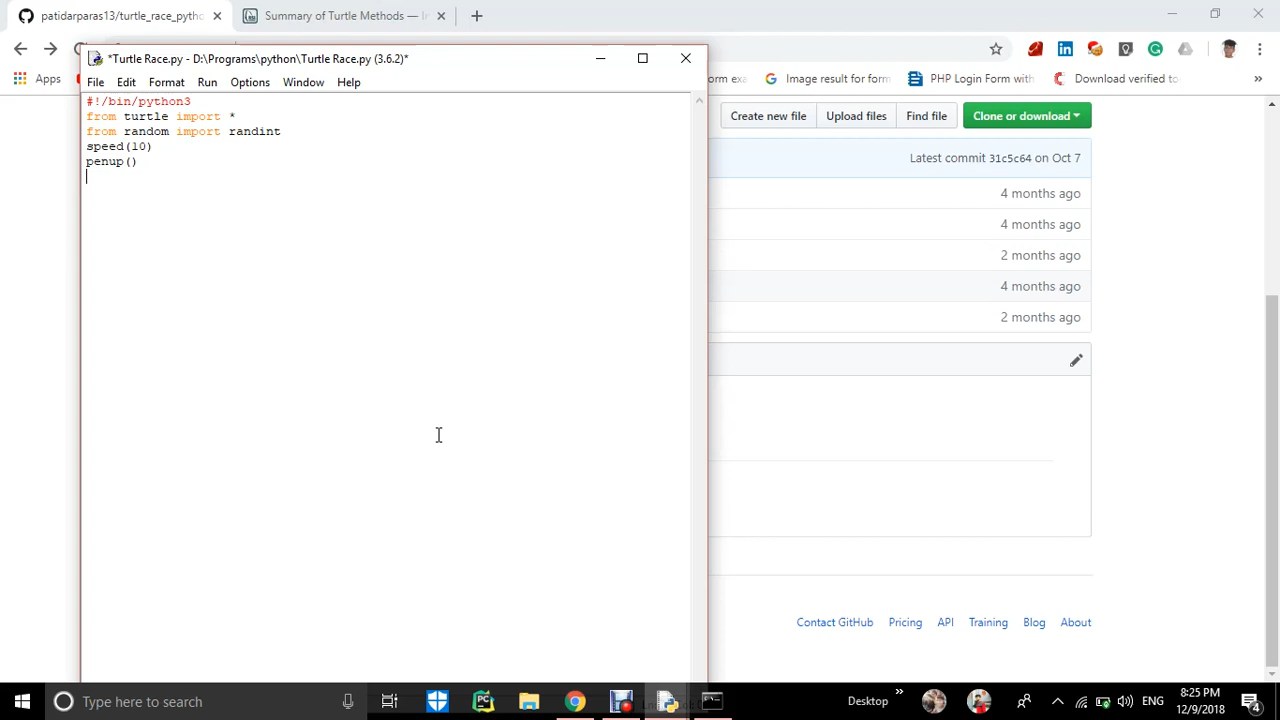 patidarparas13/turtle_race_pytho
Summary of Turtle Methods — I
Apps
orm exa
Image result for form
PHP Login Form with
Download verified to
»
*Turtle Race.py - D:\Programs\python\Turtle Race.py (3.6.2)*
File Edit Format Run Options Window Help
#!/bin/python3
from turtle import *
from random import randint
speed(10)
penup()
Create new file
Upload files
Find file
Clone or download
Latest commit 31c5c64 on Oct 7
4 months ago
4 months ago
2 months ago
4 months ago
2 months ago
Contact GitHub Pricing API Training Blog About
Type here to search
PC
Desktop
»
ENG
8:25 PM
12/9/2018
4